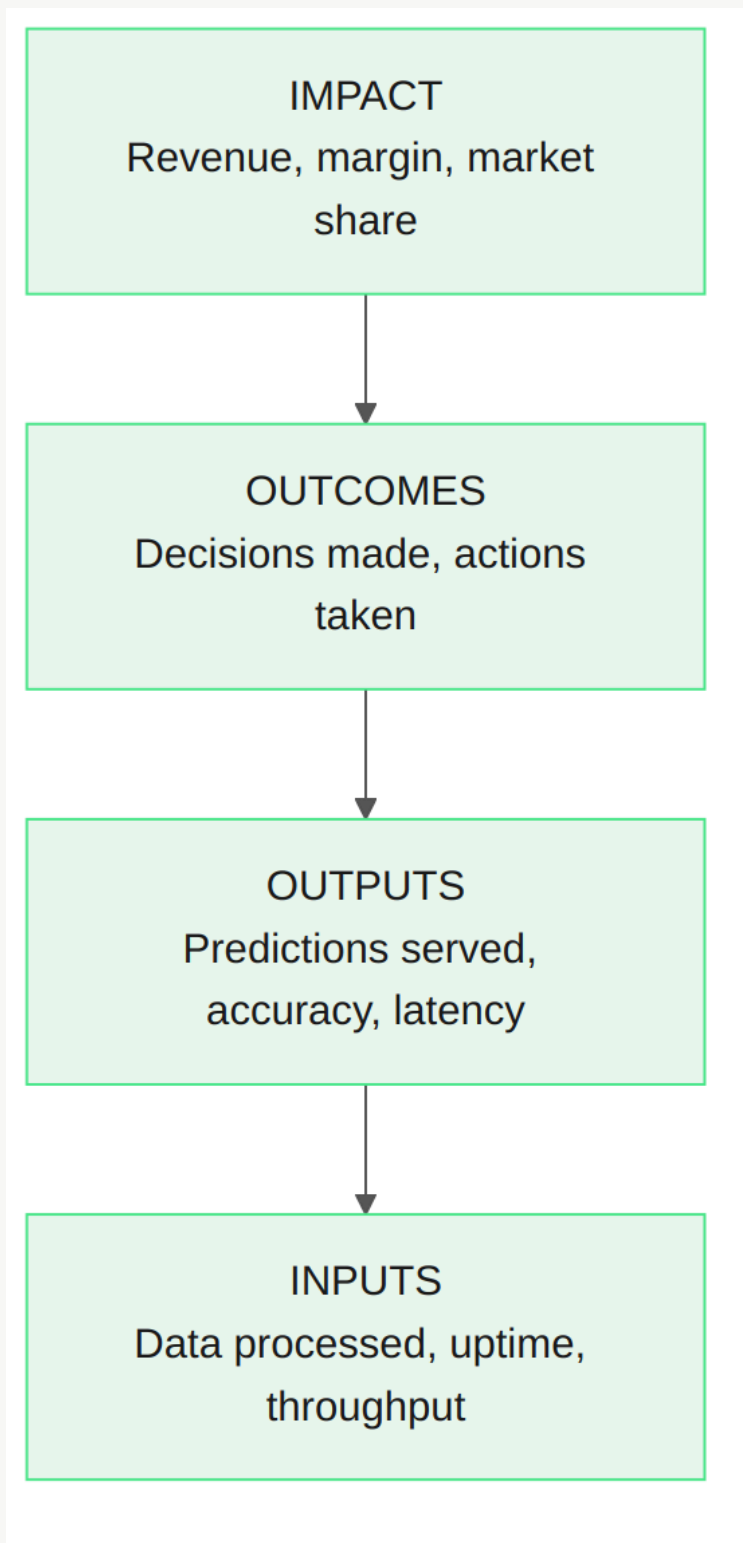 IMPACT
Revenue, margin, market
share
OUTCOMES
Decisions made, actions
taken
OUTPUTS
Predictions served,
accuracy, latency
INPUTS
Data processed, uptime,
throughput